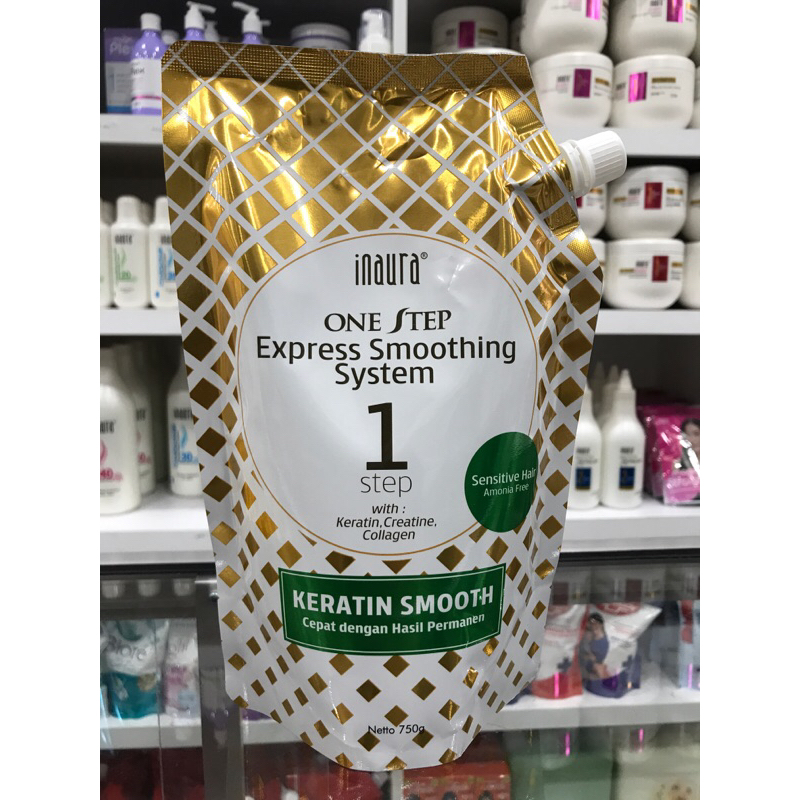 inaura®
ONE STEP
Express Smoothing
System
1
step
with :
Keratin,Creatine,
Collagen
Sensitive Hair
Amonia Free
KERATIN SMOOTH
Cepat dengan Hasil Permanen
Netto 750g